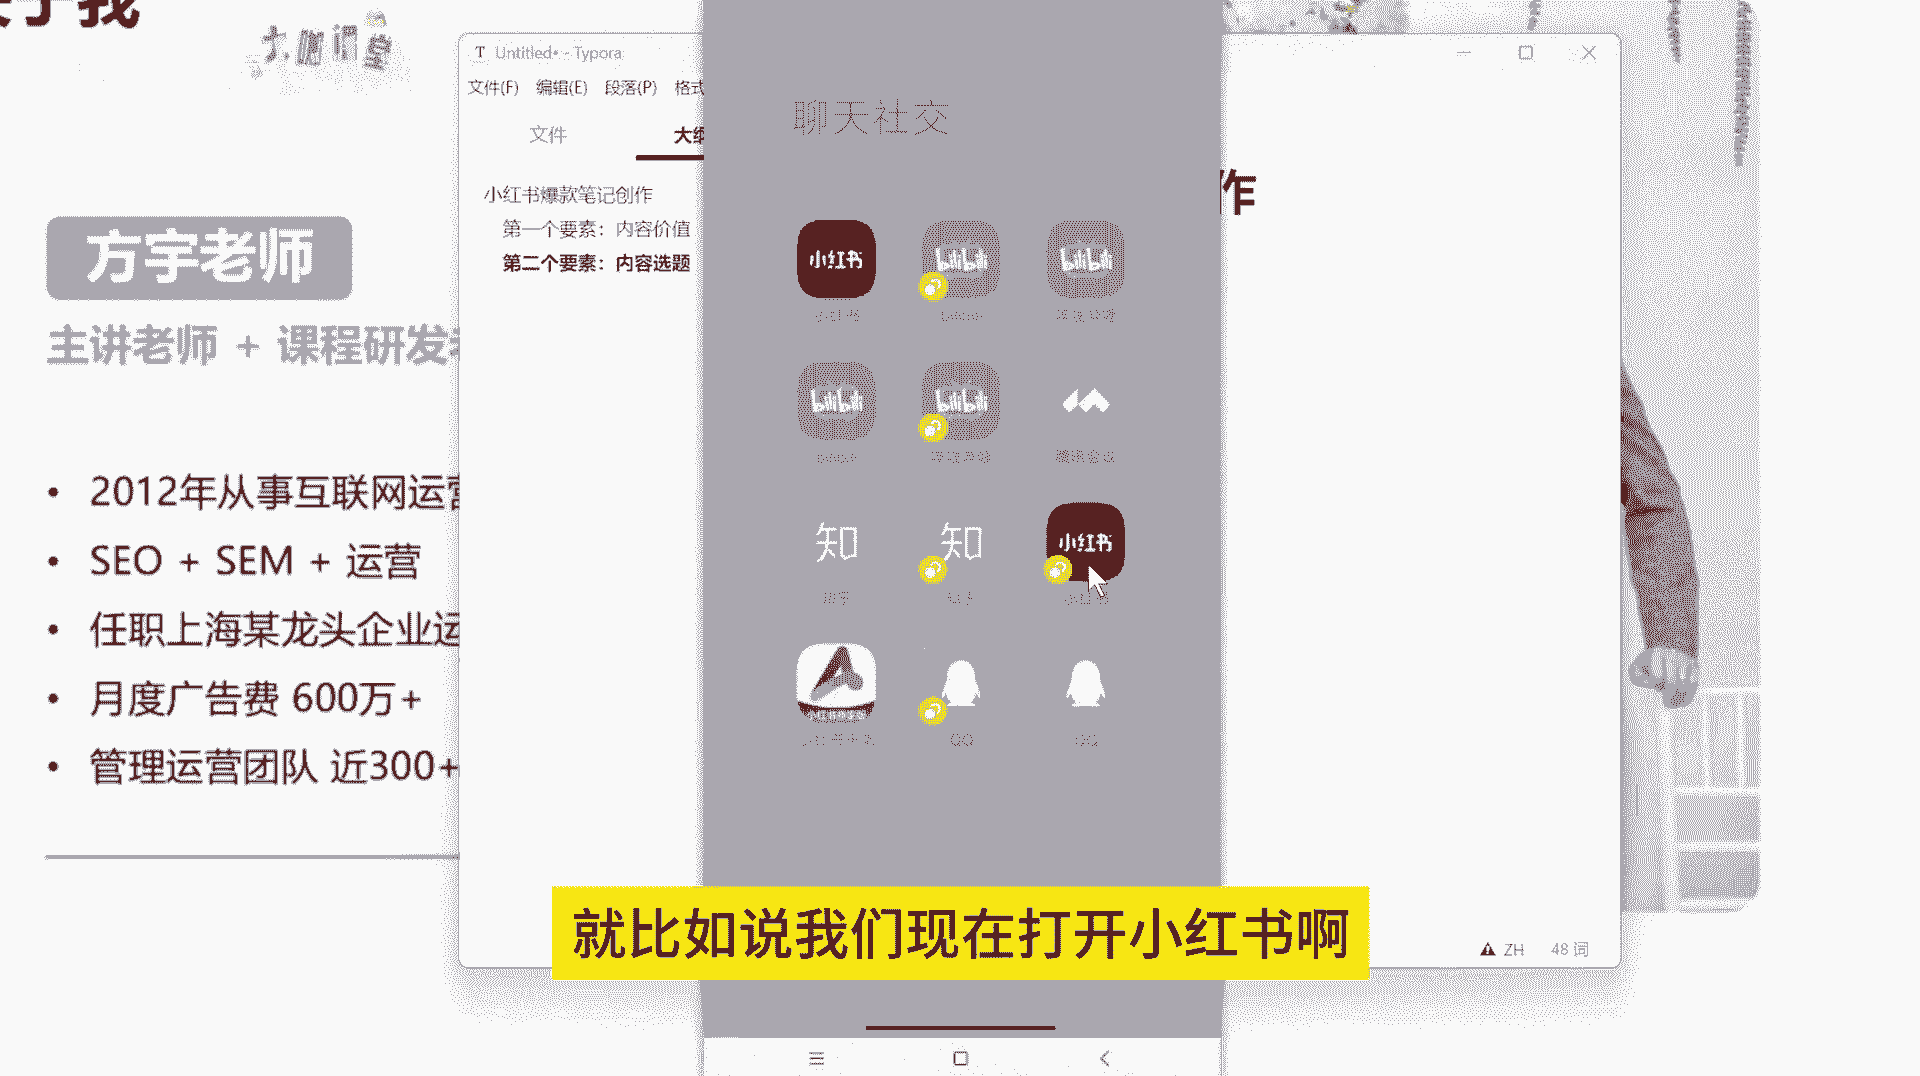 于我
大咖课堂
方宇老师
主讲老师 + 课程研发
2012年从事互联网运营
SEO + SEM + 运营
任职上海某龙头企业运
月度广告费 600万+
管理运营团队 近300+
Untitled• - Typora
文件(F) 编辑(E) 段落(P) 格式
文件 大纲
小红书爆款笔记创作
第一个要素：内容价值
第二个要素：内容选题
作
聊天社交
小红书 bilibili bilibili
bilibili bilibili
知 知 小红书
QQ QQ
就比如说我们现在打开小红书啊
ZH 48 词